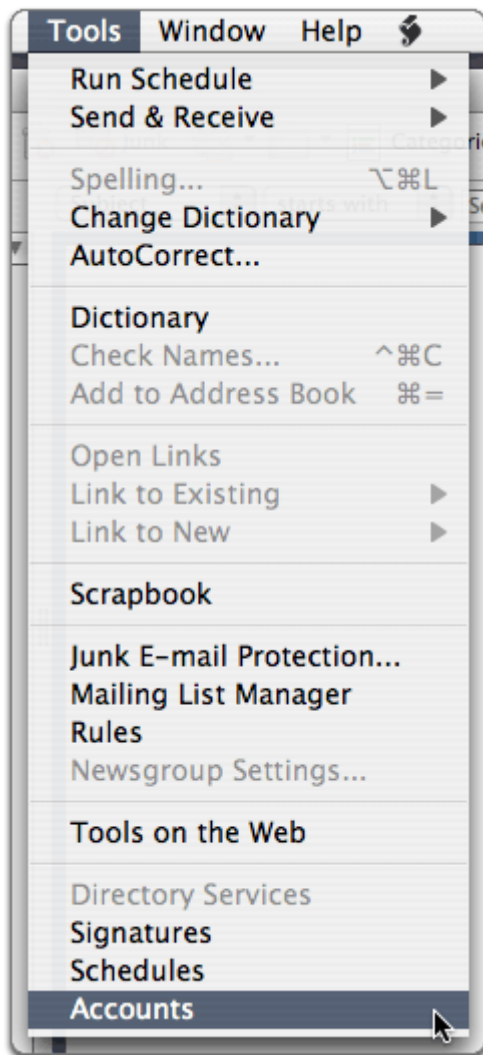 Tools Window Help
Run Schedule
Send & Receive
Spelling... ⌥⌘L
Change Dictionary
AutoCorrect...
Dictionary
Check Names... ^⌘C
Add to Address Book ⌘=
Open Links
Link to Existing
Link to New
Scrapbook
Junk E-mail Protection...
Mailing List Manager
Rules
Newsgroup Settings...
Tools on the Web
Directory Services
Signatures
Schedules
Accounts